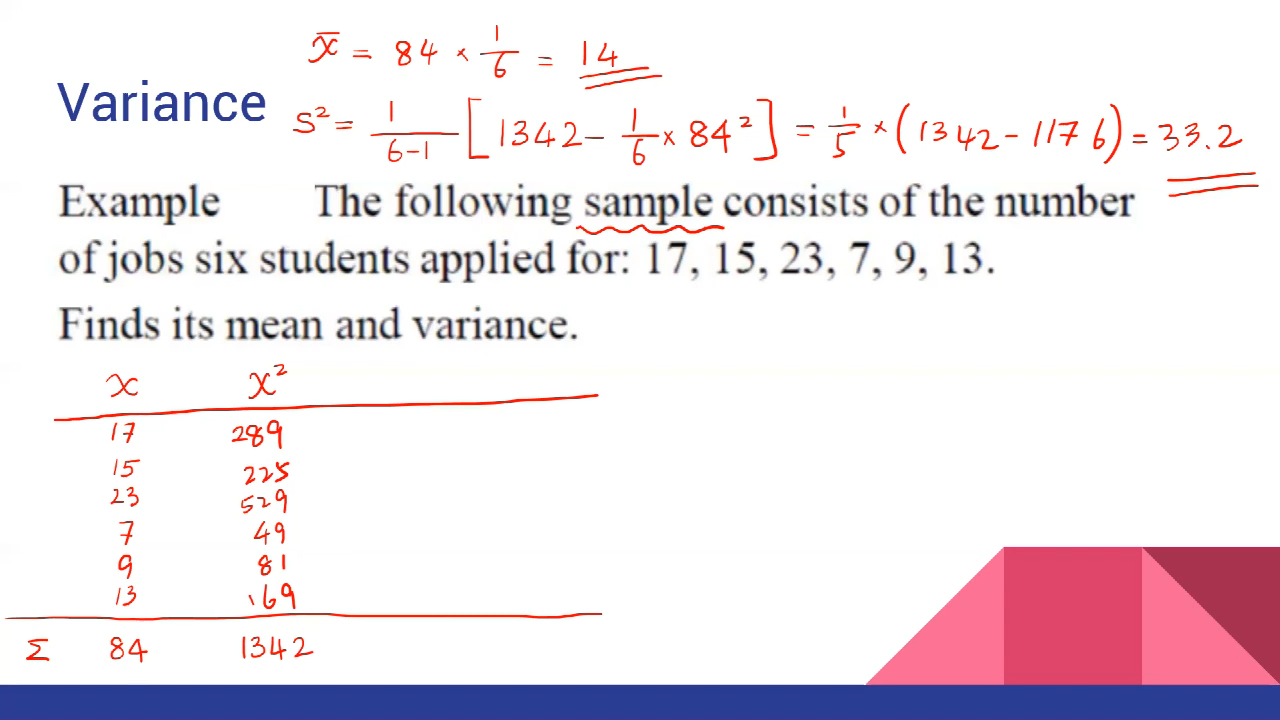 x̄ = 84 × 1/6 = 14
Variance
S² = 1/(6-1) [1342 - 1/6 × 84²] = 1/5 × (1342 - 1176) = 33.2
Example The following sample consists of the number
of jobs six students applied for: 17, 15, 23, 7, 9, 13.
Finds its mean and variance.
x x²
17 289
15 225
23 529
7 49
9 81
13 169
Σ 84 1342